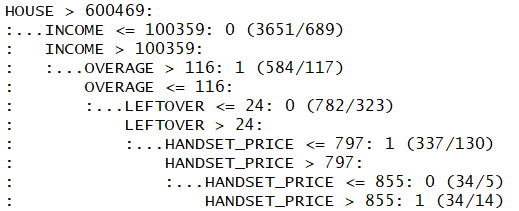 HOUSE > 600469:
:...INCOME <= 100359: 0 (3651/689)
:   INCOME > 100359:
:   :...OVERAGE > 116: 1 (584/117)
:       OVERAGE <= 116:
:       :...LEFTOVER <= 24: 0 (782/323)
:           LEFTOVER > 24:
:           :...HANDSET_PRICE <= 797: 1 (337/130)
:               HANDSET_PRICE > 797:
:               :...HANDSET_PRICE <= 855: 0 (34/5)
:                   HANDSET_PRICE > 855: 1 (34/14)